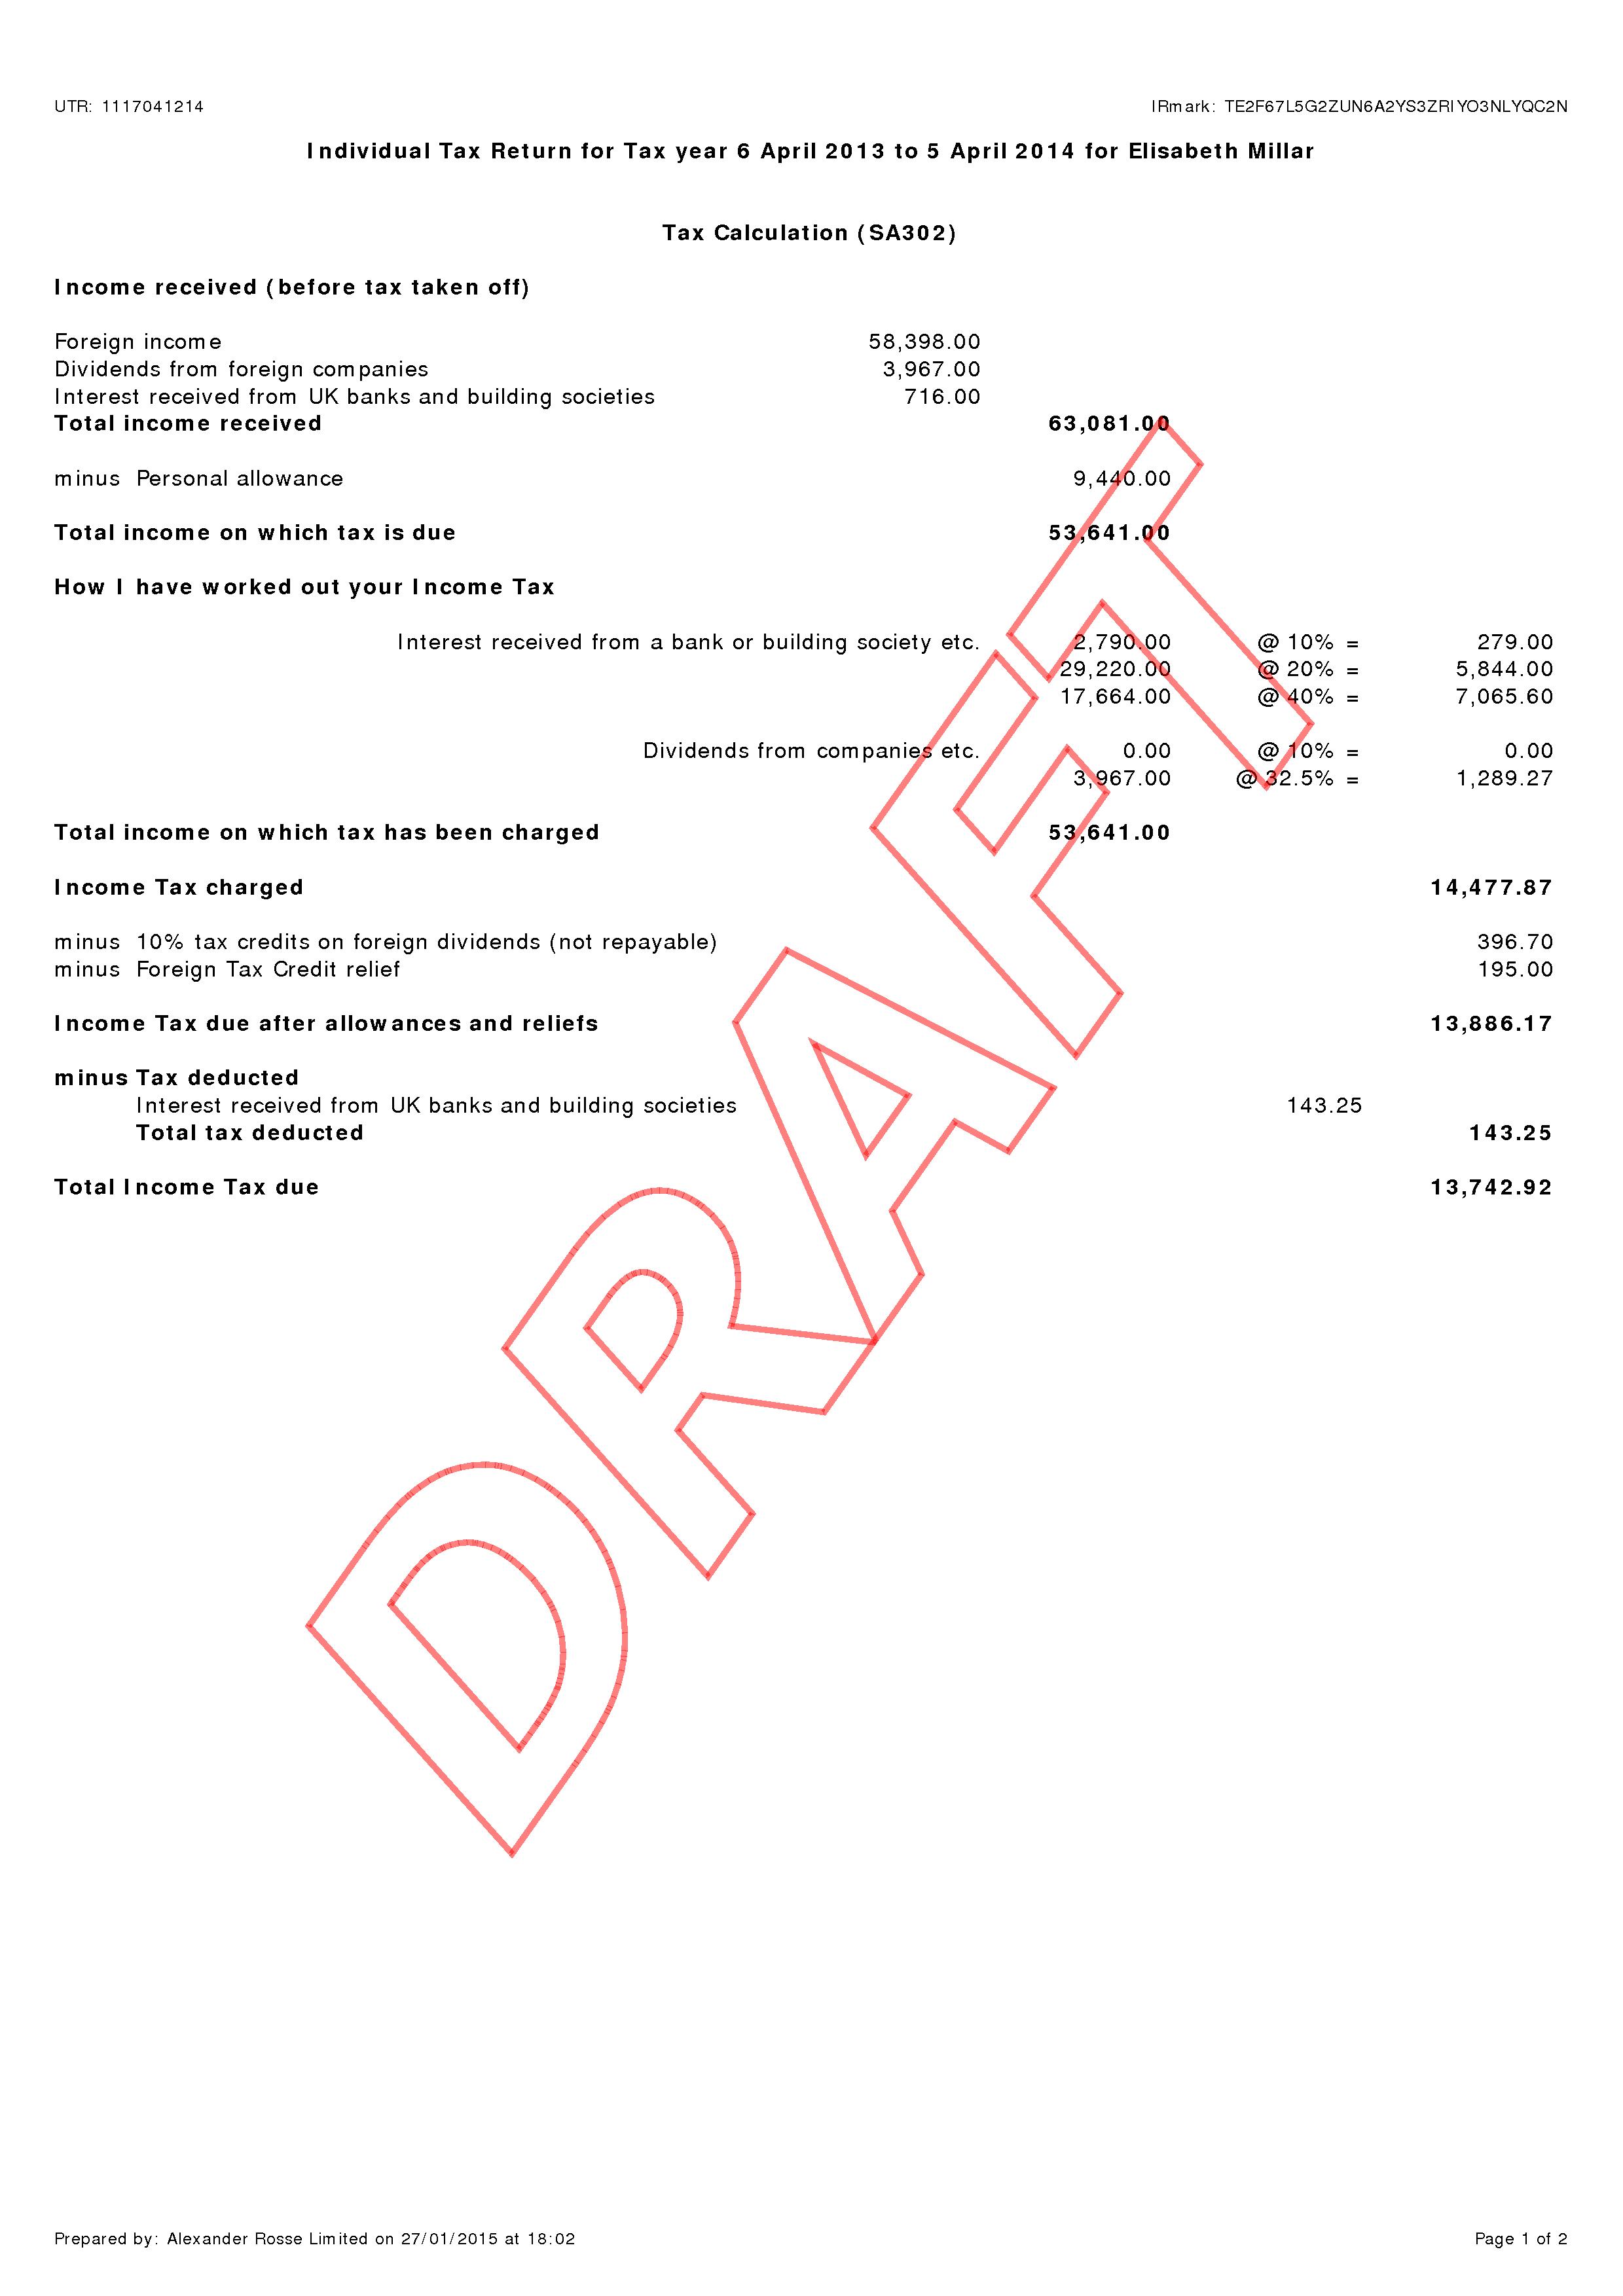 UTR: 1117041214 IRmark: TE2F67L5G2ZUN6A2YS3ZRIYO3NLYQC2N
Individual Tax Return for Tax year 6 April 2013 to 5 April 2014 for Elisabeth Millar
Tax Calculation (SA302)
Income received (before tax taken off)
Foreign income 58,398.00
Dividends from foreign companies 3,967.00
Interest received from UK banks and building societies 716.00
Total income received 63,081.00
minus Personal allowance 9,440.00
Total income on which tax is due 53,641.00
How I have worked out your Income Tax
Interest received from a bank or building society etc. 2,790.00 @ 10% = 279.00
29,220.00 @ 20% = 5,844.00
17,664.00 @ 40% = 7,065.60
Dividends from companies etc. 0.00 @ 10% = 0.00
3,967.00 @ 32.5% = 1,289.27
Total income on which tax has been charged 53,641.00
Income Tax charged 14,477.87
minus 10% tax credits on foreign dividends (not repayable) 396.70
minus Foreign Tax Credit relief 195.00
Income Tax due after allowances and reliefs 13,886.17
minus Tax deducted
Interest received from UK banks and building societies 143.25
Total tax deducted 143.25
Total Income Tax due 13,742.92
DRAFT
Prepared by: Alexander Rosse Limited on 27/01/2015 at 18:02 Page 1 of 2